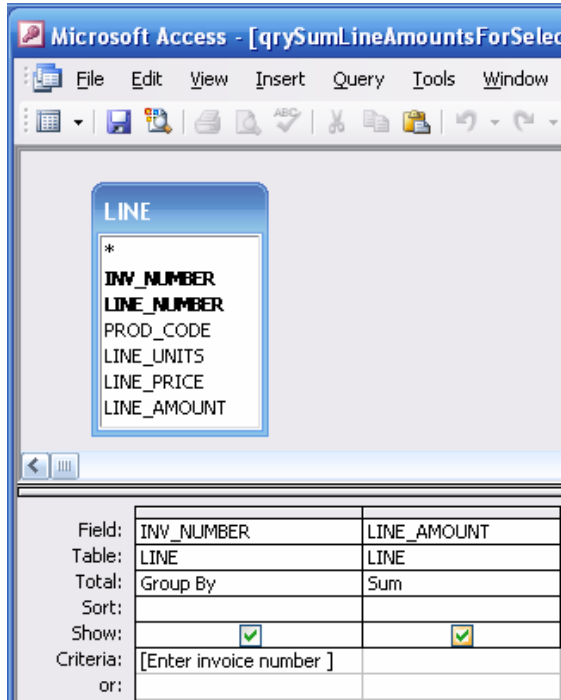 Microsoft Access - [qrySumLineAmountsForSelec
File Edit View Insert Query Tools Window
ABC
LINE
*
INV_NUMBER
LINE_NUMBER
PROD_CODE
LINE_UNITS
LINE_PRICE
LINE_AMOUNT
Field: INV_NUMBER LINE_AMOUNT
Table: LINE LINE
Total: Group By Sum
Sort:
Show:
Criteria: [Enter invoice number ]
or: